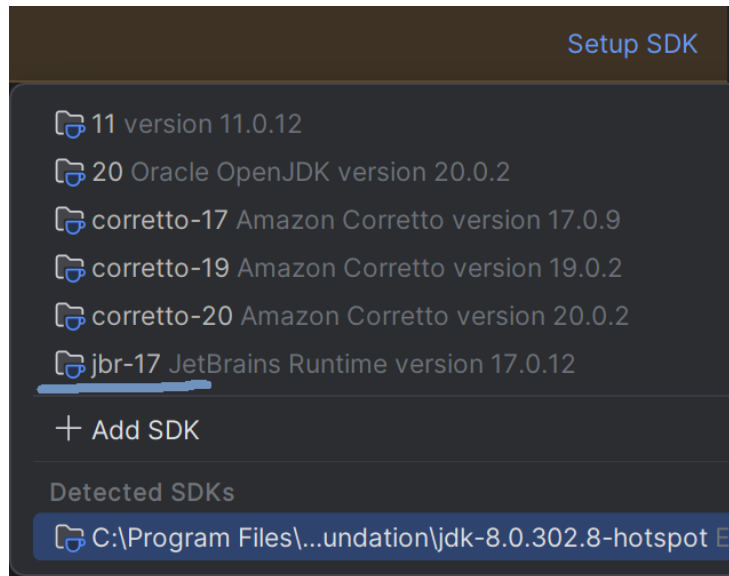 Setup SDK
11 version 11.0.12
20 Oracle OpenJDK version 20.0.2
corretto-17 Amazon Corretto version 17.0.9
corretto-19 Amazon Corretto version 19.0.2
corretto-20 Amazon Corretto version 20.0.2
jbr-17 JetBrains Runtime version 17.0.12
+ Add SDK
Detected SDKs
C:\Program Files\...undation\jdk-8.0.302.8-hotspot E